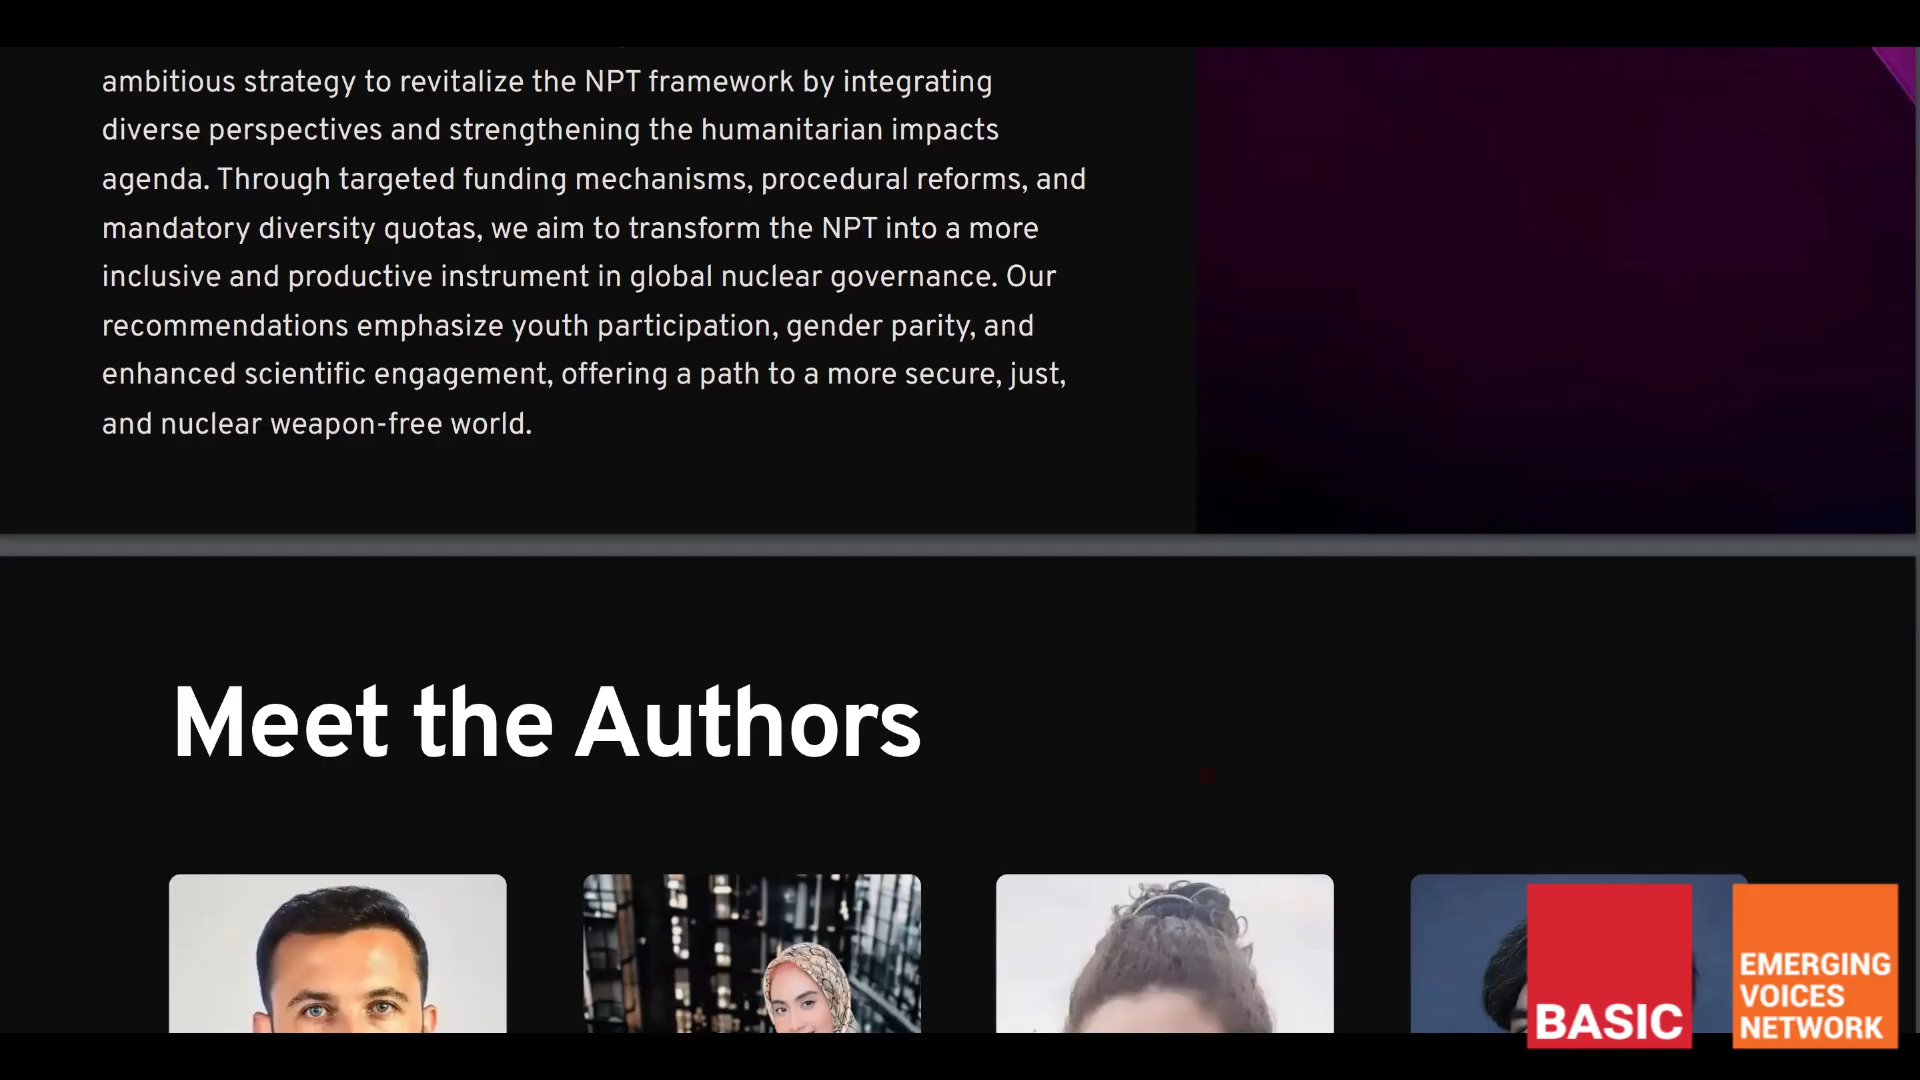 ambitious strategy to revitalize the NPT framework by integrating
diverse perspectives and strengthening the humanitarian impacts
agenda. Through targeted funding mechanisms, procedural reforms, and
mandatory diversity quotas, we aim to transform the NPT into a more
inclusive and productive instrument in global nuclear governance. Our
recommendations emphasize youth participation, gender parity, and
enhanced scientific engagement, offering a path to a more secure, just,
and nuclear weapon-free world.
Meet the Authors
BASIC
EMERGING
VOICES
NETWORK